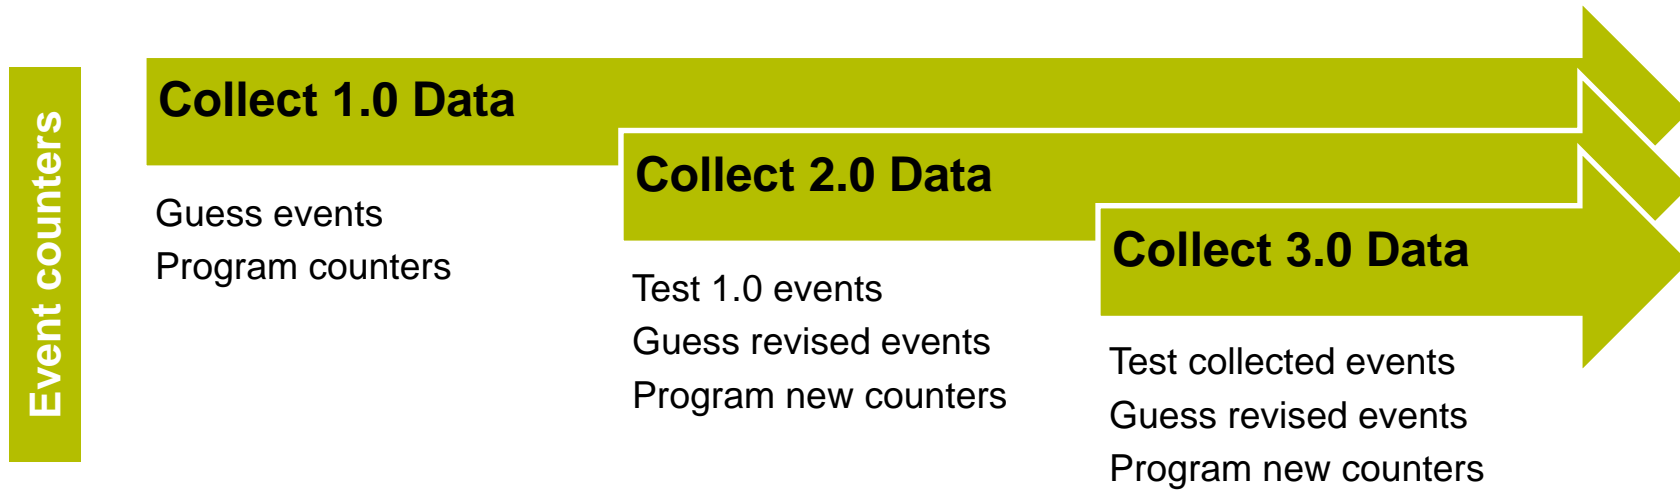 Event counters
Collect 1.0 Data
Guess events
Program counters
Collect 2.0 Data
Test 1.0 events
Guess revised events
Program new counters
Collect 3.0 Data
Test collected events
Guess revised events
Program new counters